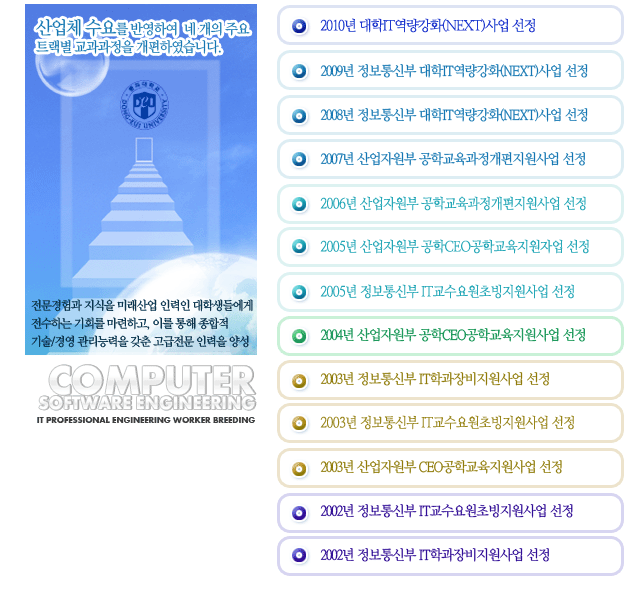 산업체 수요를 반영하여 네 개의 주요
트랙별 교과과정을 개편하였습니다.
DONG-EUI UNIVERSITY
전문경험과 지식을 미래산업 인력인 대학생들에게
전수하는 기회를 마련하고, 이를 통해 종합적
기술/경영 관리능력을 갖춘 고급전문 인력을 양성
COMPUTER
SOFTWARE ENGINEERING
IT PROFESSIONAL ENGINEERING WORKER BREEDING
2010년 대학IT역량강화(NEXT)사업 선정
2009년 정보통신부 대학IT역량강화(NEXT)사업 선정
2008년 정보통신부 대학IT역량강화(NEXT)사업 선정
2007년 산업자원부 공학교육과정개편지원사업 선정
2006년 산업자원부 공학교육과정개편지원사업 선정
2005년 산업자원부 공학CEO공학교육지원자업 선정
2005년 정보통신부 IT교수요원초빙지원사업 선정
2004년 산업자원부 공학CEO공학교육지원사업 선정
2003년 정보통신부 IT학과장비지원사업 선정
2003년 정보통신부 IT교수요원초빙지원사업 선정
2003년 산업자원부 CEO공학교육지원사업 선정
2002년 정보통신부 IT교수요원초빙지원사업 선정
2002년 정보통신부 IT학과장비지원사업 선정